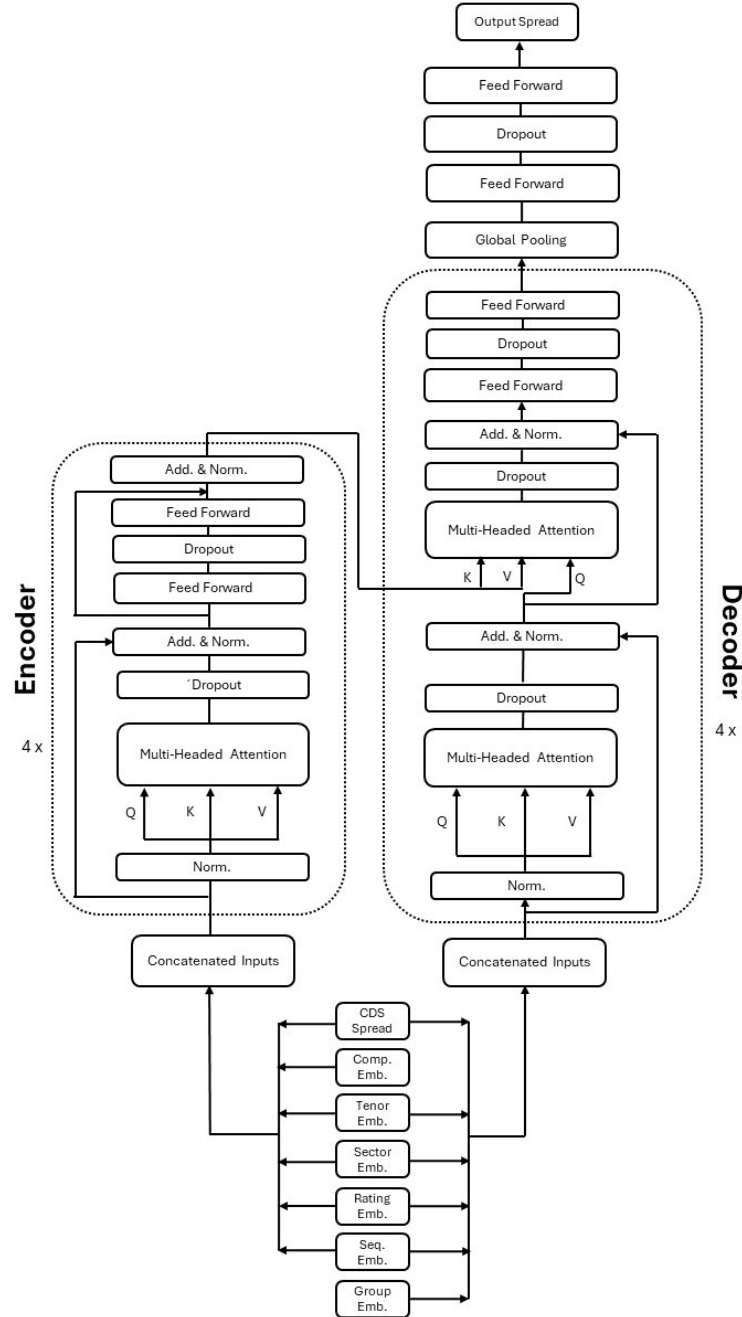 Output Spread
Feed Forward
Dropout
Feed Forward
Global Pooling
Feed Forward
Dropout
Feed Forward
Add. & Norm.
Dropout
Multi-Headed Attention
K
V
Q
Add. & Norm.
Dropout
Multi-Headed Attention
Q
K
V
Norm.
Concatenated Inputs
Decoder
4 x
Add. & Norm.
Feed Forward
Dropout
Feed Forward
Add. & Norm.
´Dropout
Multi-Headed Attention
Q
K
V
Norm.
Concatenated Inputs
Encoder
4 x
CDS
Spread
Comp.
Emb.
Tenor
Emb.
Sector
Emb.
Rating
Emb.
Seq.
Emb.
Group
Emb.